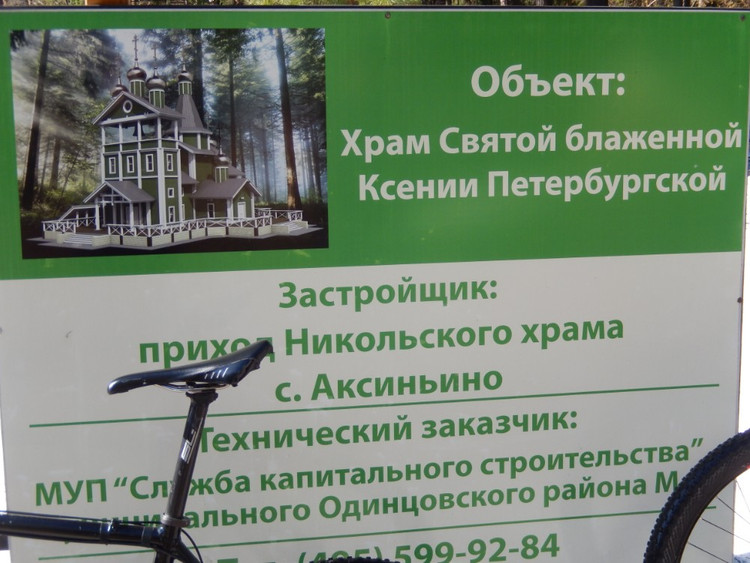 Объект:
Храм Святой блаженной
Ксении Петербургской
Застройщик:
приход Никольского храма
с. Аксиньино
Технический заказчик:
МУП “Служба капитального строительства”
Одинцовского района
599-92-84